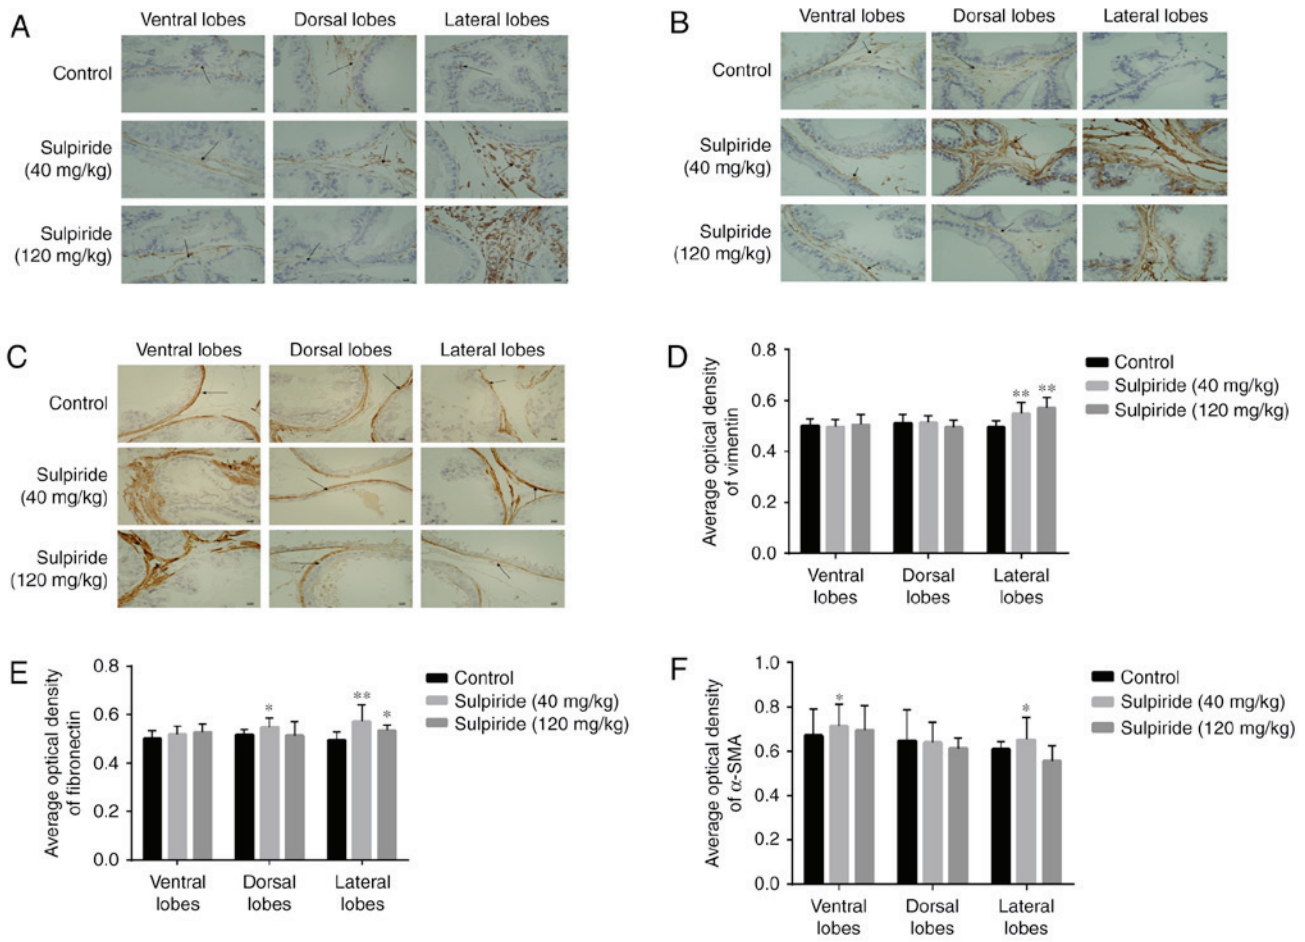 A
Ventral lobes Dorsal lobes Lateral lobes
Control
Sulpiride
(40 mg/kg)
Sulpiride
(120 mg/kg)
B
Ventral lobes Dorsal lobes Lateral lobes
Control
Sulpiride
(40 mg/kg)
Sulpiride
(120 mg/kg)
C
Ventral lobes Dorsal lobes Lateral lobes
Control
Sulpiride
(40 mg/kg)
Sulpiride
(120 mg/kg)
D
Average optical density
of vimentin
0.8
0.6
0.4
0.2
0.0
** **
Ventral
lobes
Dorsal
lobes
Lateral
lobes
Control
Sulpiride (40 mg/kg)
Sulpiride (120 mg/kg)
E
Average optical density
of fibronectin
0.8
0.6
0.4
0.2
0.0
* ** *
Ventral
lobes
Dorsal
lobes
Lateral
lobes
Control
Sulpiride (40 mg/kg)
Sulpiride (120 mg/kg)
F
Average optical density
of α-SMA
1.0
0.8
0.6
0.4
0.2
0.0
* *
Ventral
lobes
Dorsal
lobes
Lateral
lobes
Control
Sulpiride (40 mg/kg)
Sulpiride (120 mg/kg)